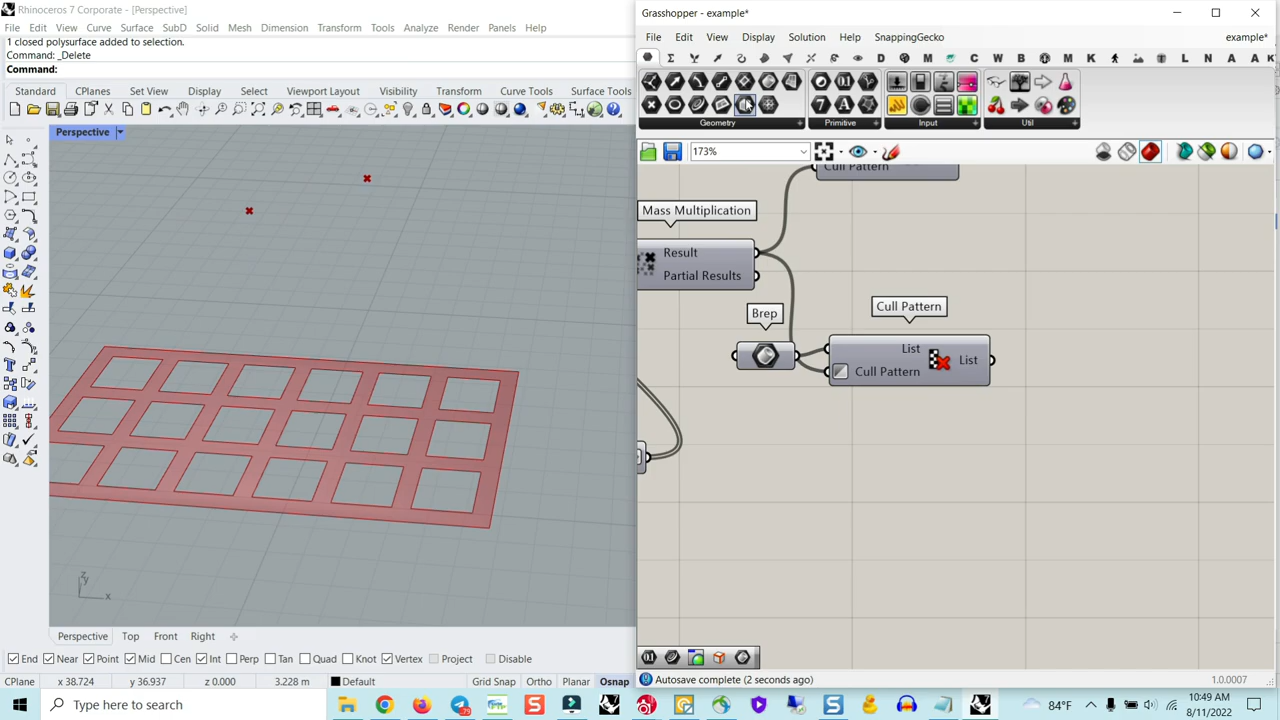 Rhinoceros 7 Corporate - [Perspective]
File Edit View Curve Surface SubD Solid Mesh Dimension Transform Tools Analyze Render Panels Help
1 closed polysurface added to selection.
Command: _Delete
Command:
Standard CPlanes Set View Display Select Viewport Layout Visibility Transform Curve Tools Surface Tools
Perspective
z
y
x
Perspective Top Front Right
End Near Point Mid Cen Int Perp Tan Quad Knot Vertex Project Disable
CPlane x 38.724 y 36.937 z 0.000 3.228 m Default Grid Snap Ortho Planar Osnap
Grasshopper - example*
File Edit View Display Solution Help SnappingGecko example*
D M W B M K D L N A A
Geometry Primitive Input Util
173%
Cull Pattern
Mass Multiplication
Result
Partial Results
Brep
Cull Pattern
List
List
Cull Pattern
Autosave complete (2 seconds ago) 1.0.0007
Type here to search
84°F
10:49 AM
8/11/2022